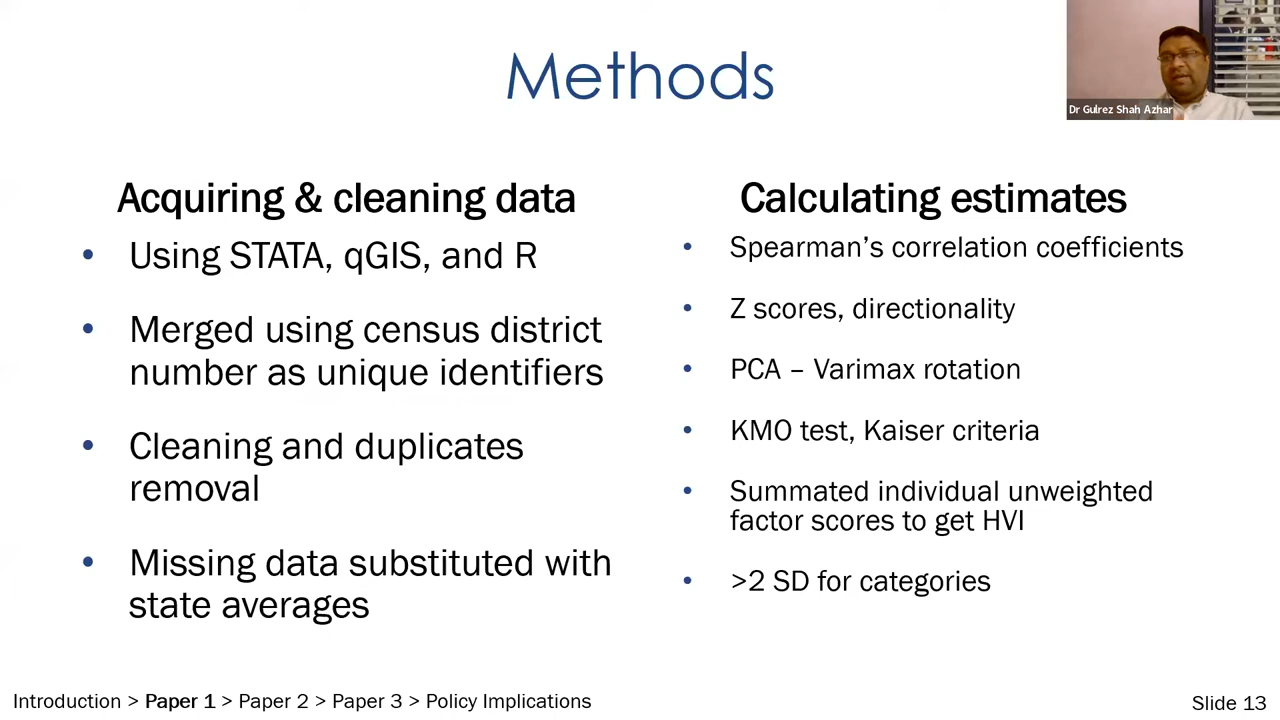 Methods
Dr Gulrez Shah Azhar
Acquiring & cleaning data
• Using STATA, qGIS, and R
• Merged using census district
number as unique identifiers
• Cleaning and duplicates
removal
• Missing data substituted with
state averages
Calculating estimates
• Spearman’s correlation coefficients
• Z scores, directionality
• PCA – Varimax rotation
• KMO test, Kaiser criteria
• Summated individual unweighted
factor scores to get HVI
• >2 SD for categories
Introduction > Paper 1 > Paper 2 > Paper 3 > Policy Implications
Slide 13